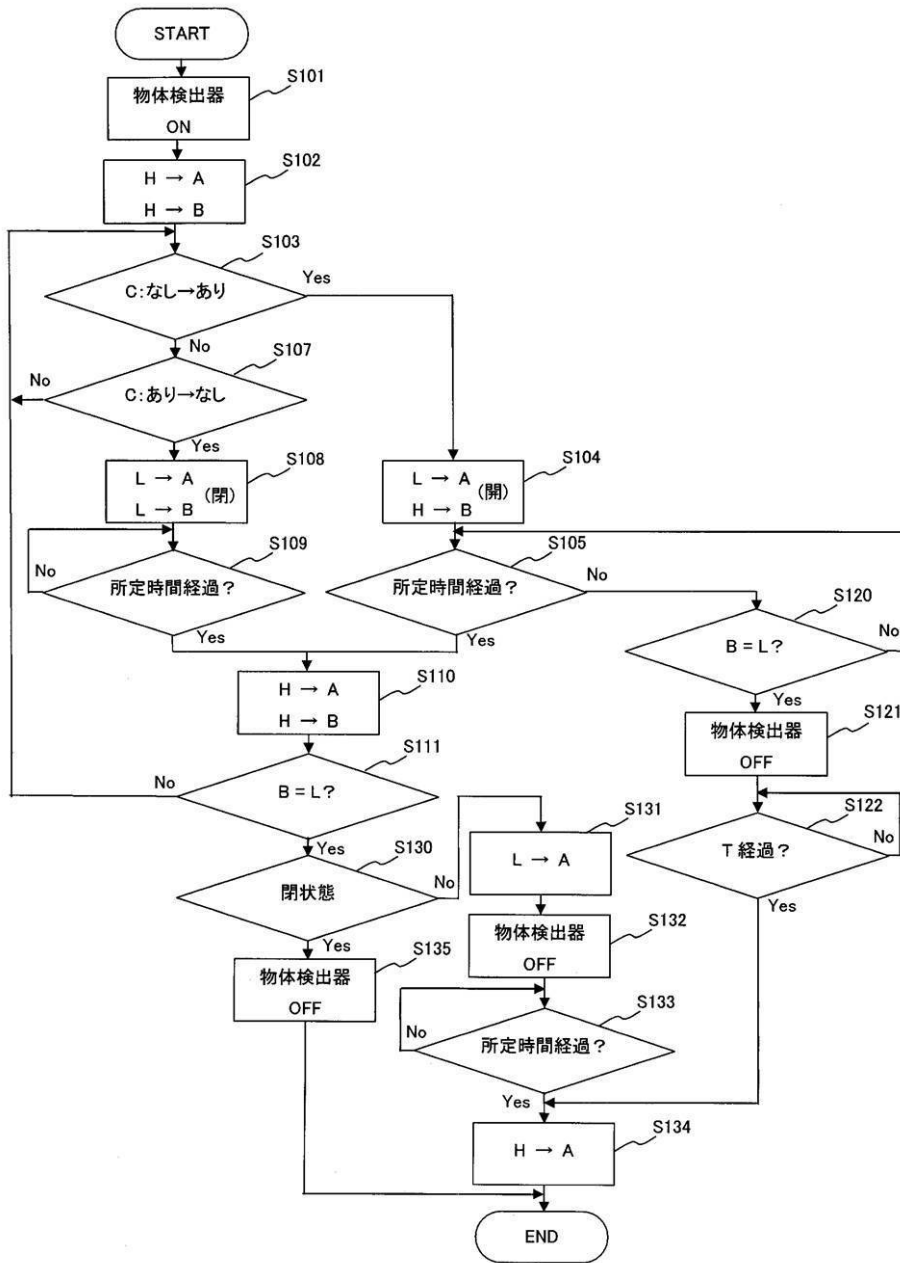 START
S101
物体検出器
ON
S102
H → A
H → B
S103
C:なし→あり
Yes
No
S107
C:あり→なし
No
Yes
S108
L → A
(閉)
L → B
S104
L → A
(開)
H → B
S109
所定時間経過?
No
Yes
S105
所定時間経過?
No
Yes
S120
B = L?
No
Yes
S121
物体検出器
OFF
S122
T 経過?
No
Yes
S110
H → A
H → B
S111
B = L?
No
Yes
S130
閉状態
No
Yes
S131
L → A
S132
物体検出器
OFF
S135
物体検出器
OFF
S133
所定時間経過?
No
Yes
S134
H → A
END